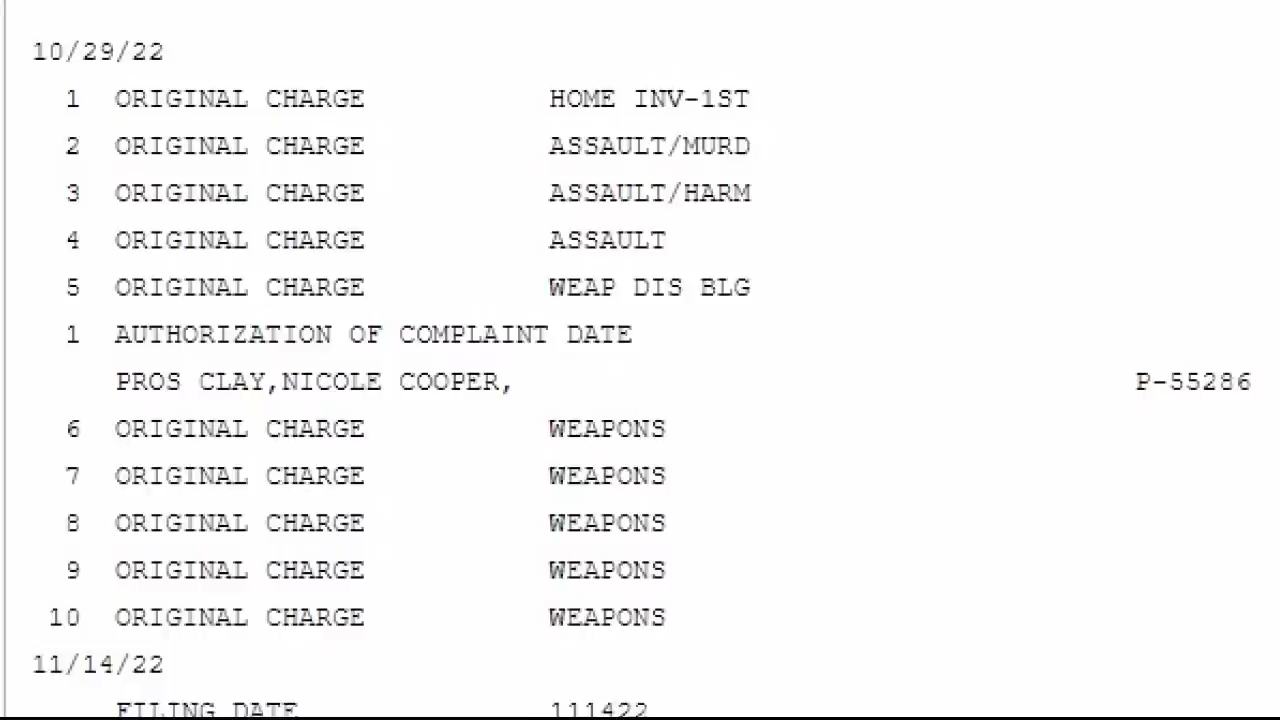 10/29/22
1 ORIGINAL CHARGE HOME INV-1ST
2 ORIGINAL CHARGE ASSAULT/MURD
3 ORIGINAL CHARGE ASSAULT/HARM
4 ORIGINAL CHARGE ASSAULT
5 ORIGINAL CHARGE WEAP DIS BLG
1 AUTHORIZATION OF COMPLAINT DATE
PROS CLAY,NICOLE COOPER, P-55286
6 ORIGINAL CHARGE WEAPONS
7 ORIGINAL CHARGE WEAPONS
8 ORIGINAL CHARGE WEAPONS
9 ORIGINAL CHARGE WEAPONS
10 ORIGINAL CHARGE WEAPONS
11/14/22
FILING DATE 111422